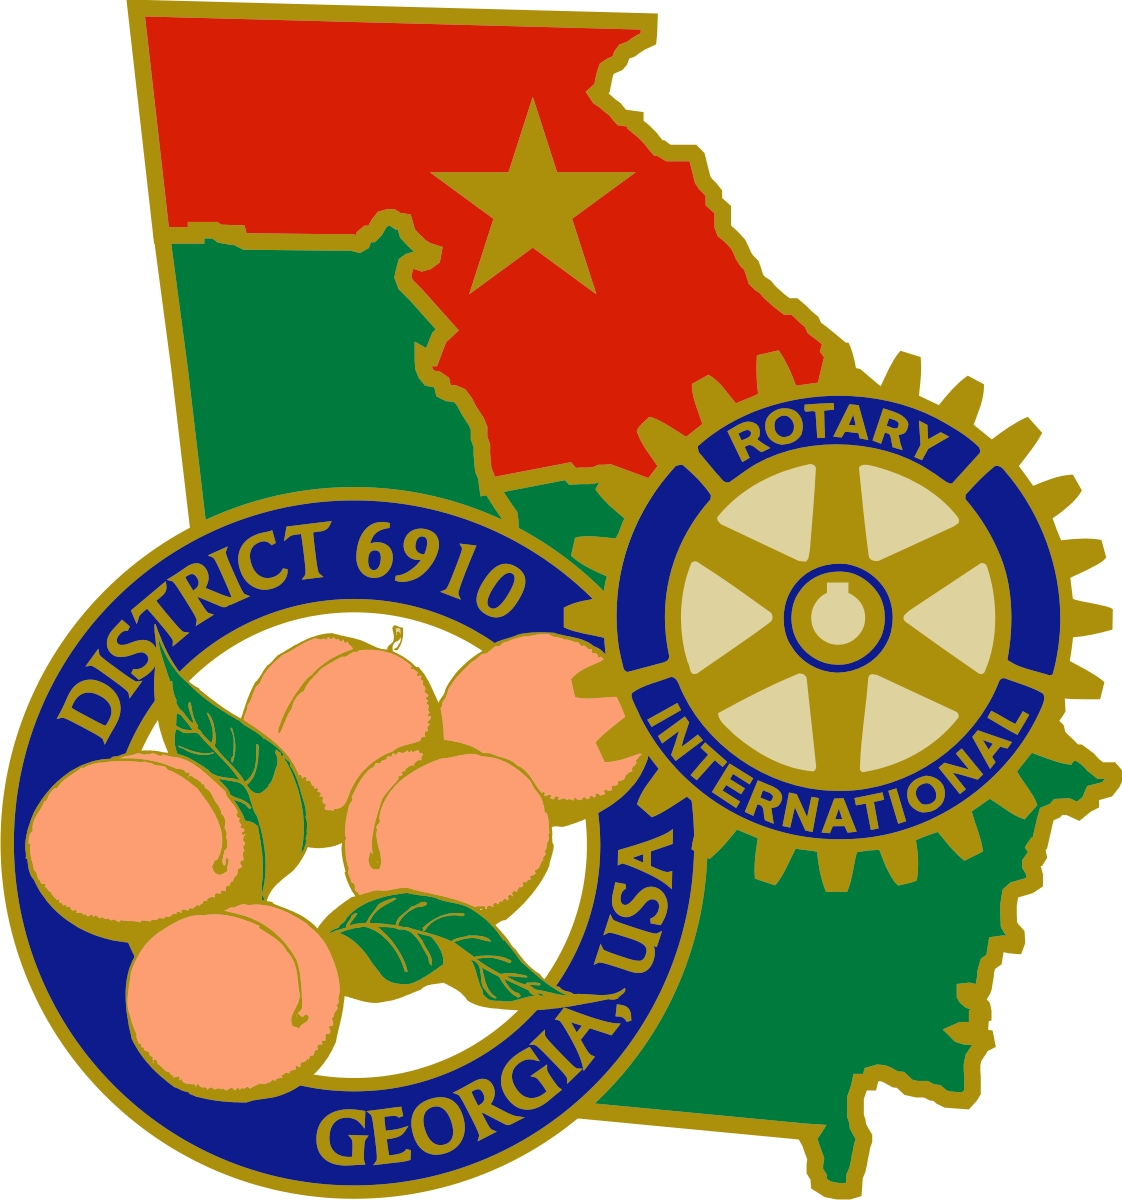 DISTRICT 6910
GEORGIA, USA
ROTARY
INTERNATIONAL